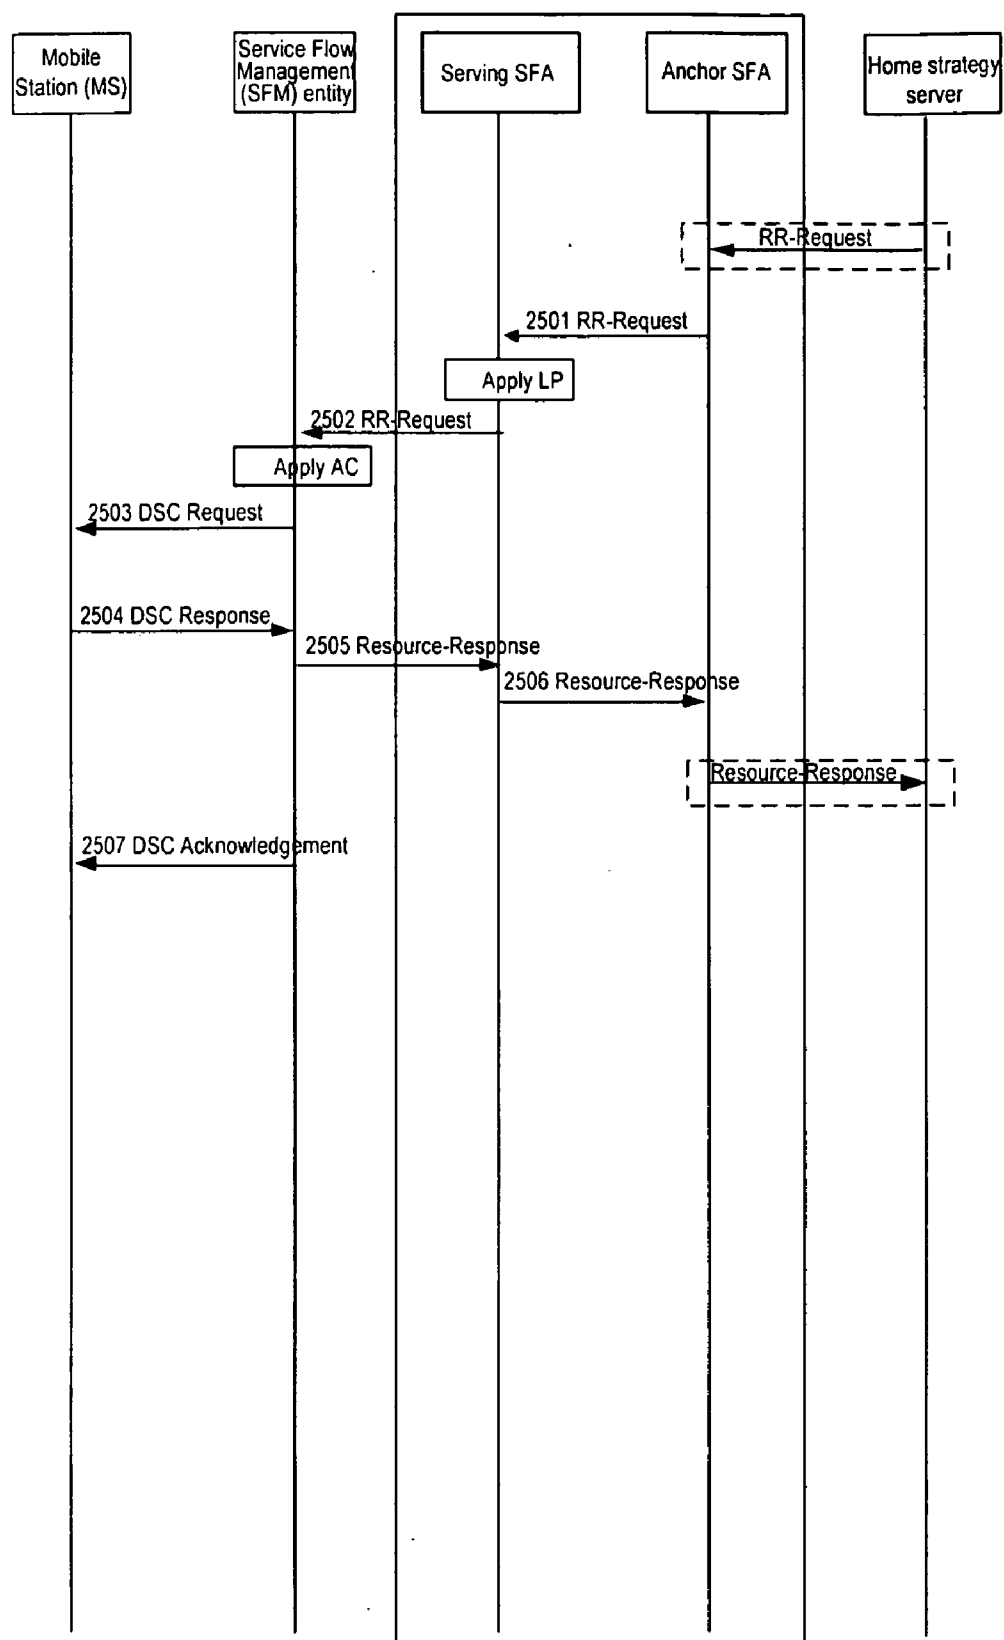 Mobile
Station (MS)
Service Flow
Management
(SFM) entity
Serving SFA
Anchor SFA
Home strategy
server
RR-Request
2501 RR-Request
Apply LP
2502 RR-Request
Apply AC
2503 DSC Request
2504 DSC Response
2505 Resource-Response
2506 Resource-Response
Resource-Response
2507 DSC Acknowledgement